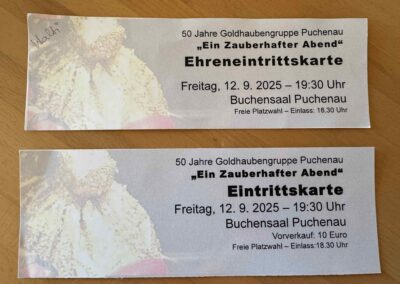 50 Jahre Goldhaubengruppe Puchenau
„Ein Zauberhafter Abend“
Ehreneintrittskarte
Freitag, 12. 9. 2025 – 19:30 Uhr
Buchensaal Puchenau
Freie Platzwahl – Einlass: 18.30 Uhr
50 Jahre Goldhaubengruppe Puchenau
„Ein Zauberhafter Abend“
Eintrittskarte
Freitag, 12. 9. 2025 – 19:30 Uhr
Buchensaal Puchenau
Vorverkauf: 10 Euro
Freie Platzwahl – Einlass:18.30 Uhr